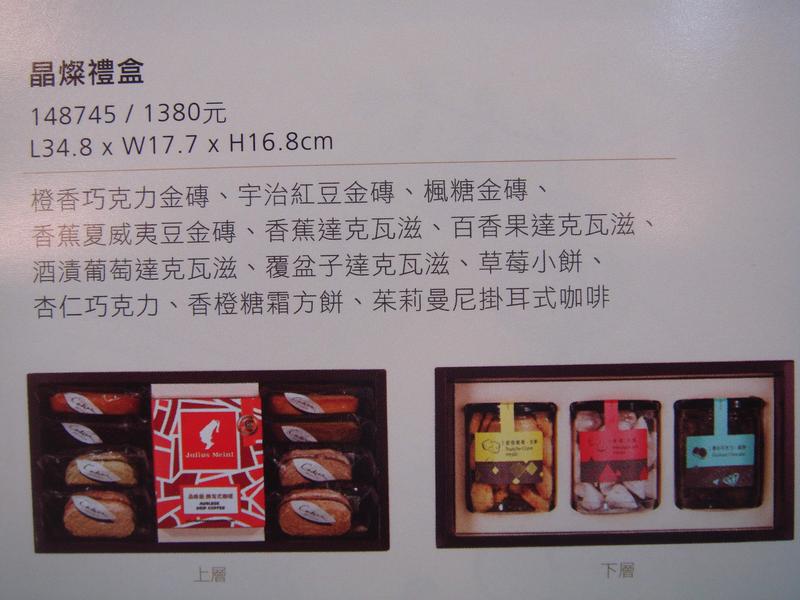 晶燦禮盒
148745 / 1380元
L34.8 x W17.7 x H16.8cm
橙香巧克力金磚、宇治紅豆金磚、楓糖金磚、
香蕉夏威夷豆金磚、香蕉達克瓦滋、百香果達克瓦滋、
酒漬葡萄達克瓦滋、覆盆子達克瓦滋、草莓小餅、
杏仁巧克力、香橙糖霜方餅、茱莉曼尼掛耳式咖啡
Julius Meinl
DRIP COFFEE
上層
下層